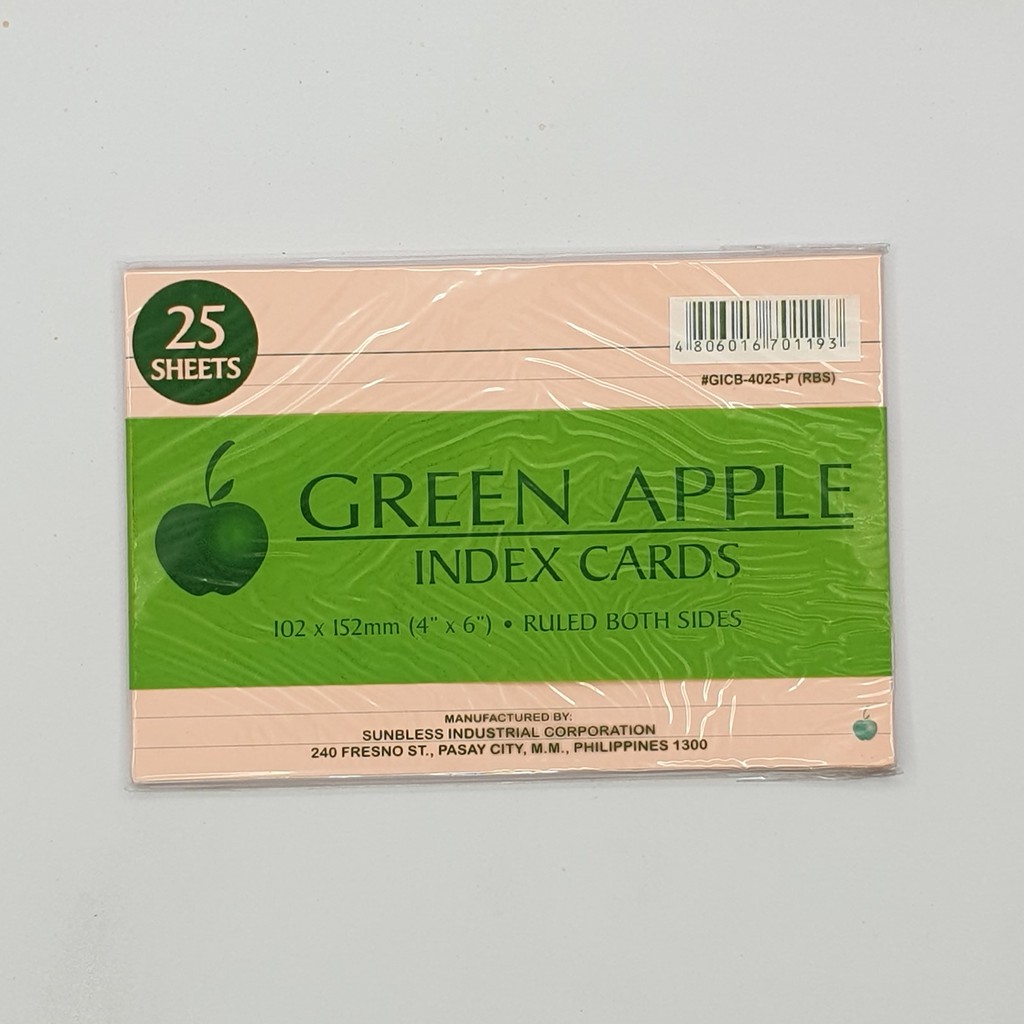 25
SHEETS
4 806016 701193
#GICB-4025-P (RBS)
GREEN APPLE
INDEX CARDS
102 x 152mm (4" x 6") • RULED BOTH SIDES
MANUFACTURED BY:
SUNBLESS INDUSTRIAL CORPORATION
240 FRESNO ST., PASAY CITY, M.M., PHILIPPINES 1300